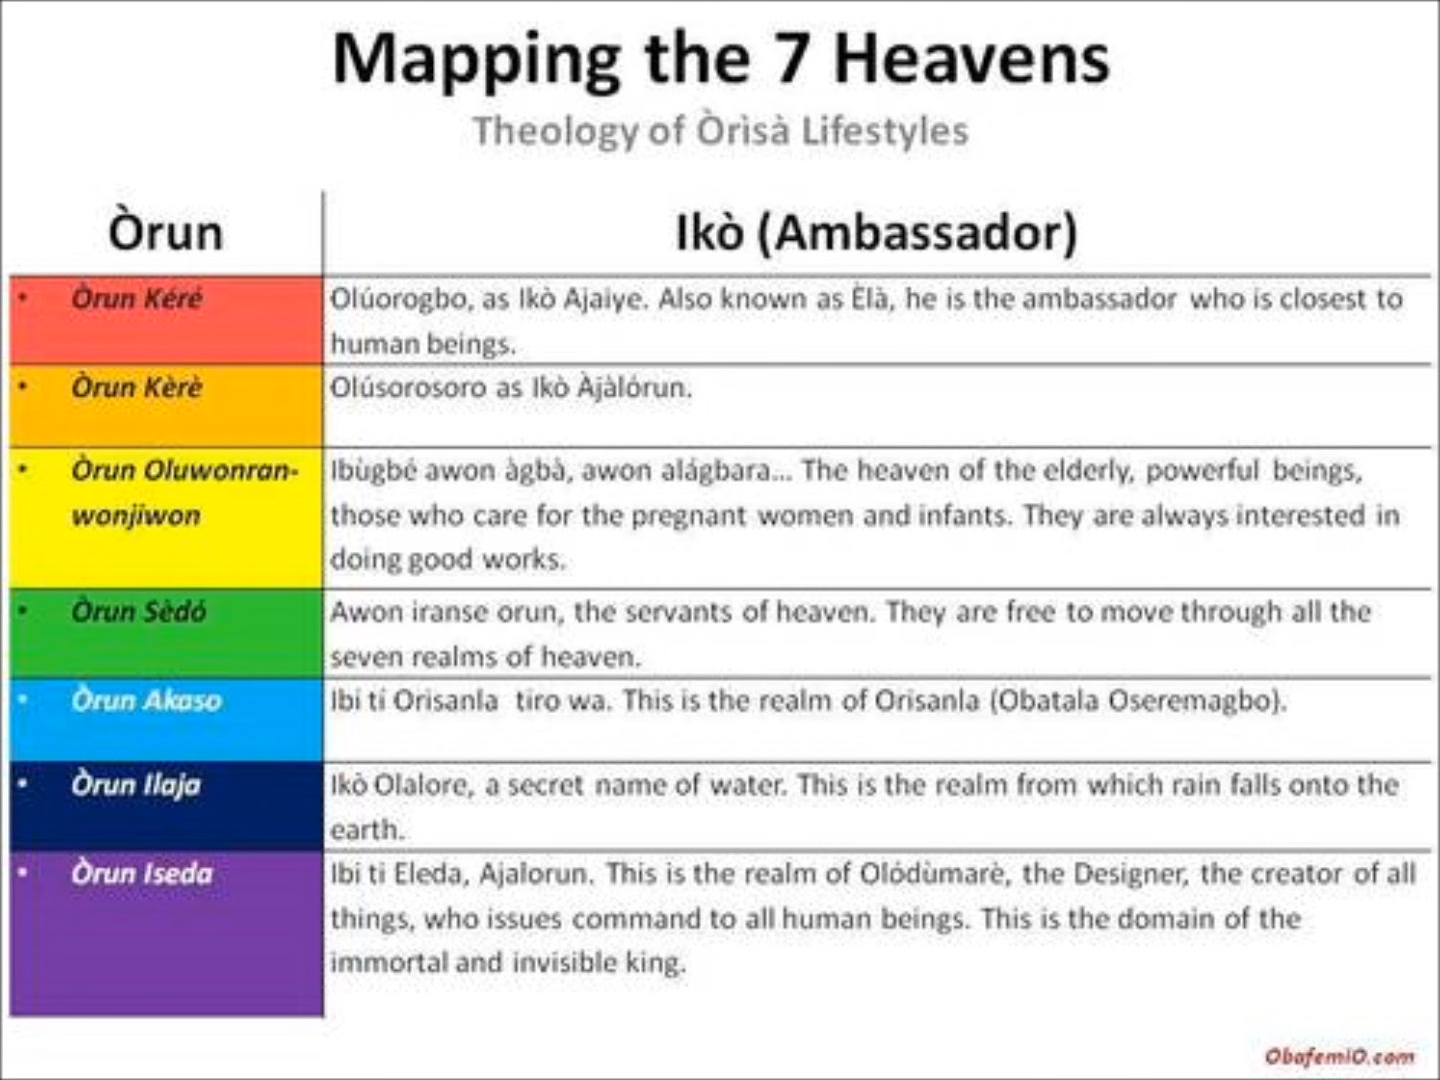 Mapping the 7 Heavens
Theology of Òrìsà Lifestyles
Òrun
Ikò (Ambassador)
• Òrun Kéré
Olúorogbo, as Ikò Ajaiye. Also known as Èlà, he is the ambassador who is closest to
human beings.
• Òrun Kèrè
Olúsorosoro as Ikò Àjàlórun.
• Òrun Oluwonran-
wonjiwon
Ibùgbé awon àgbà, awon alágbara... The heaven of the elderly, powerful beings,
those who care for the pregnant women and infants. They are always interested in
doing good works.
• Òrun Sèdó
Awon iranse orun, the servants of heaven. They are free to move through all the
seven realms of heaven.
• Òrun Akaso
Ibi tí Orisanla tiro wa. This is the realm of Orisanla (Obatala Oseremagbo).
• Òrun Ilaja
Ikò Olalore, a secret name of water. This is the realm from which rain falls onto the
earth.
• Òrun Iseda
Ibi ti Eleda, Ajalorun. This is the realm of Olódùmarè, the Designer, the creator of all
things, who issues command to all human beings. This is the domain of the
immortal and invisible king.
ObafemiO.com